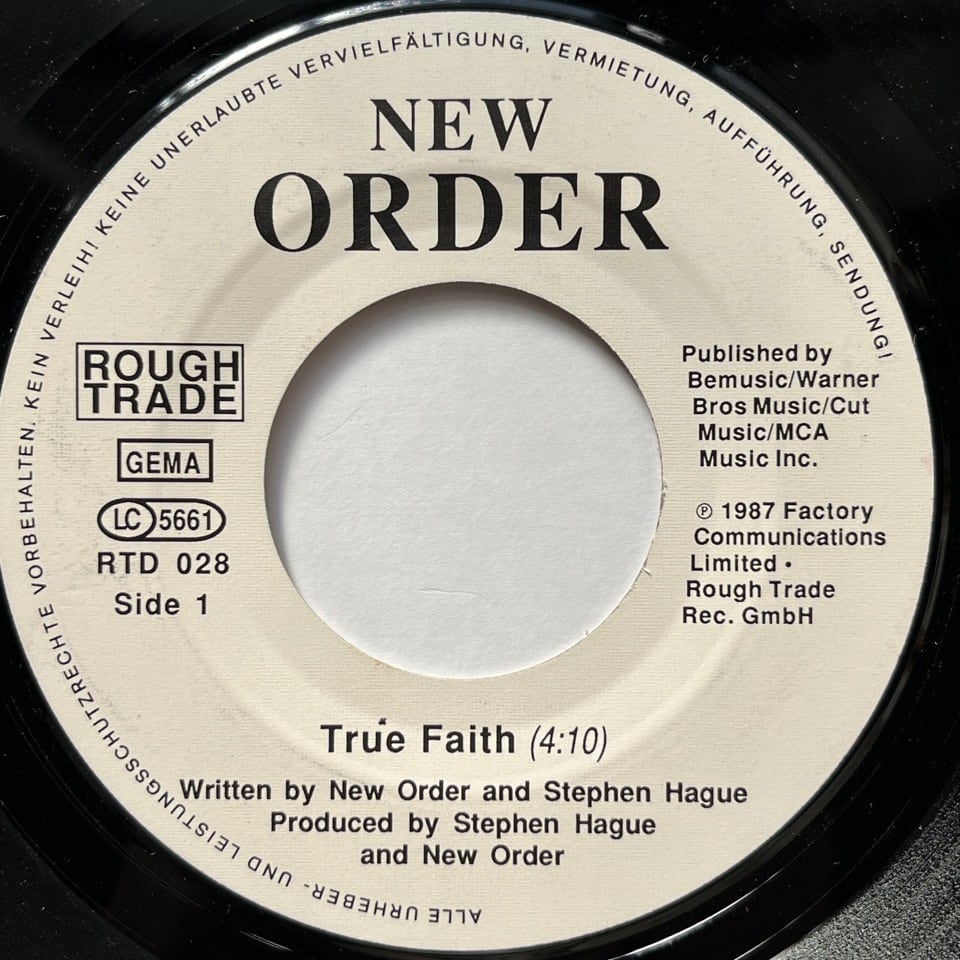 ALLE URHEBER- UND LEISTUNGSSCHUTZRECHTE VORBEHALTEN. KEIN VERLEIH! KEINE UNERLAUBTE VERVIELFÄLTIGUNG, VERMIETUNG, AUFFÜHRUNG, SENDUNG!
NEW
ORDER
ROUGH
TRADE
GEMA
LC 5661
RTD 028
Side 1
Published by
Bemusic/Warner
Bros Music/Cut
Music/MCA
Music Inc.
℗ 1987 Factory
Communications
Limited •
Rough Trade
Rec. GmbH
True Faith (4:10)
Written by New Order and Stephen Hague
Produced by Stephen Hague
and New Order